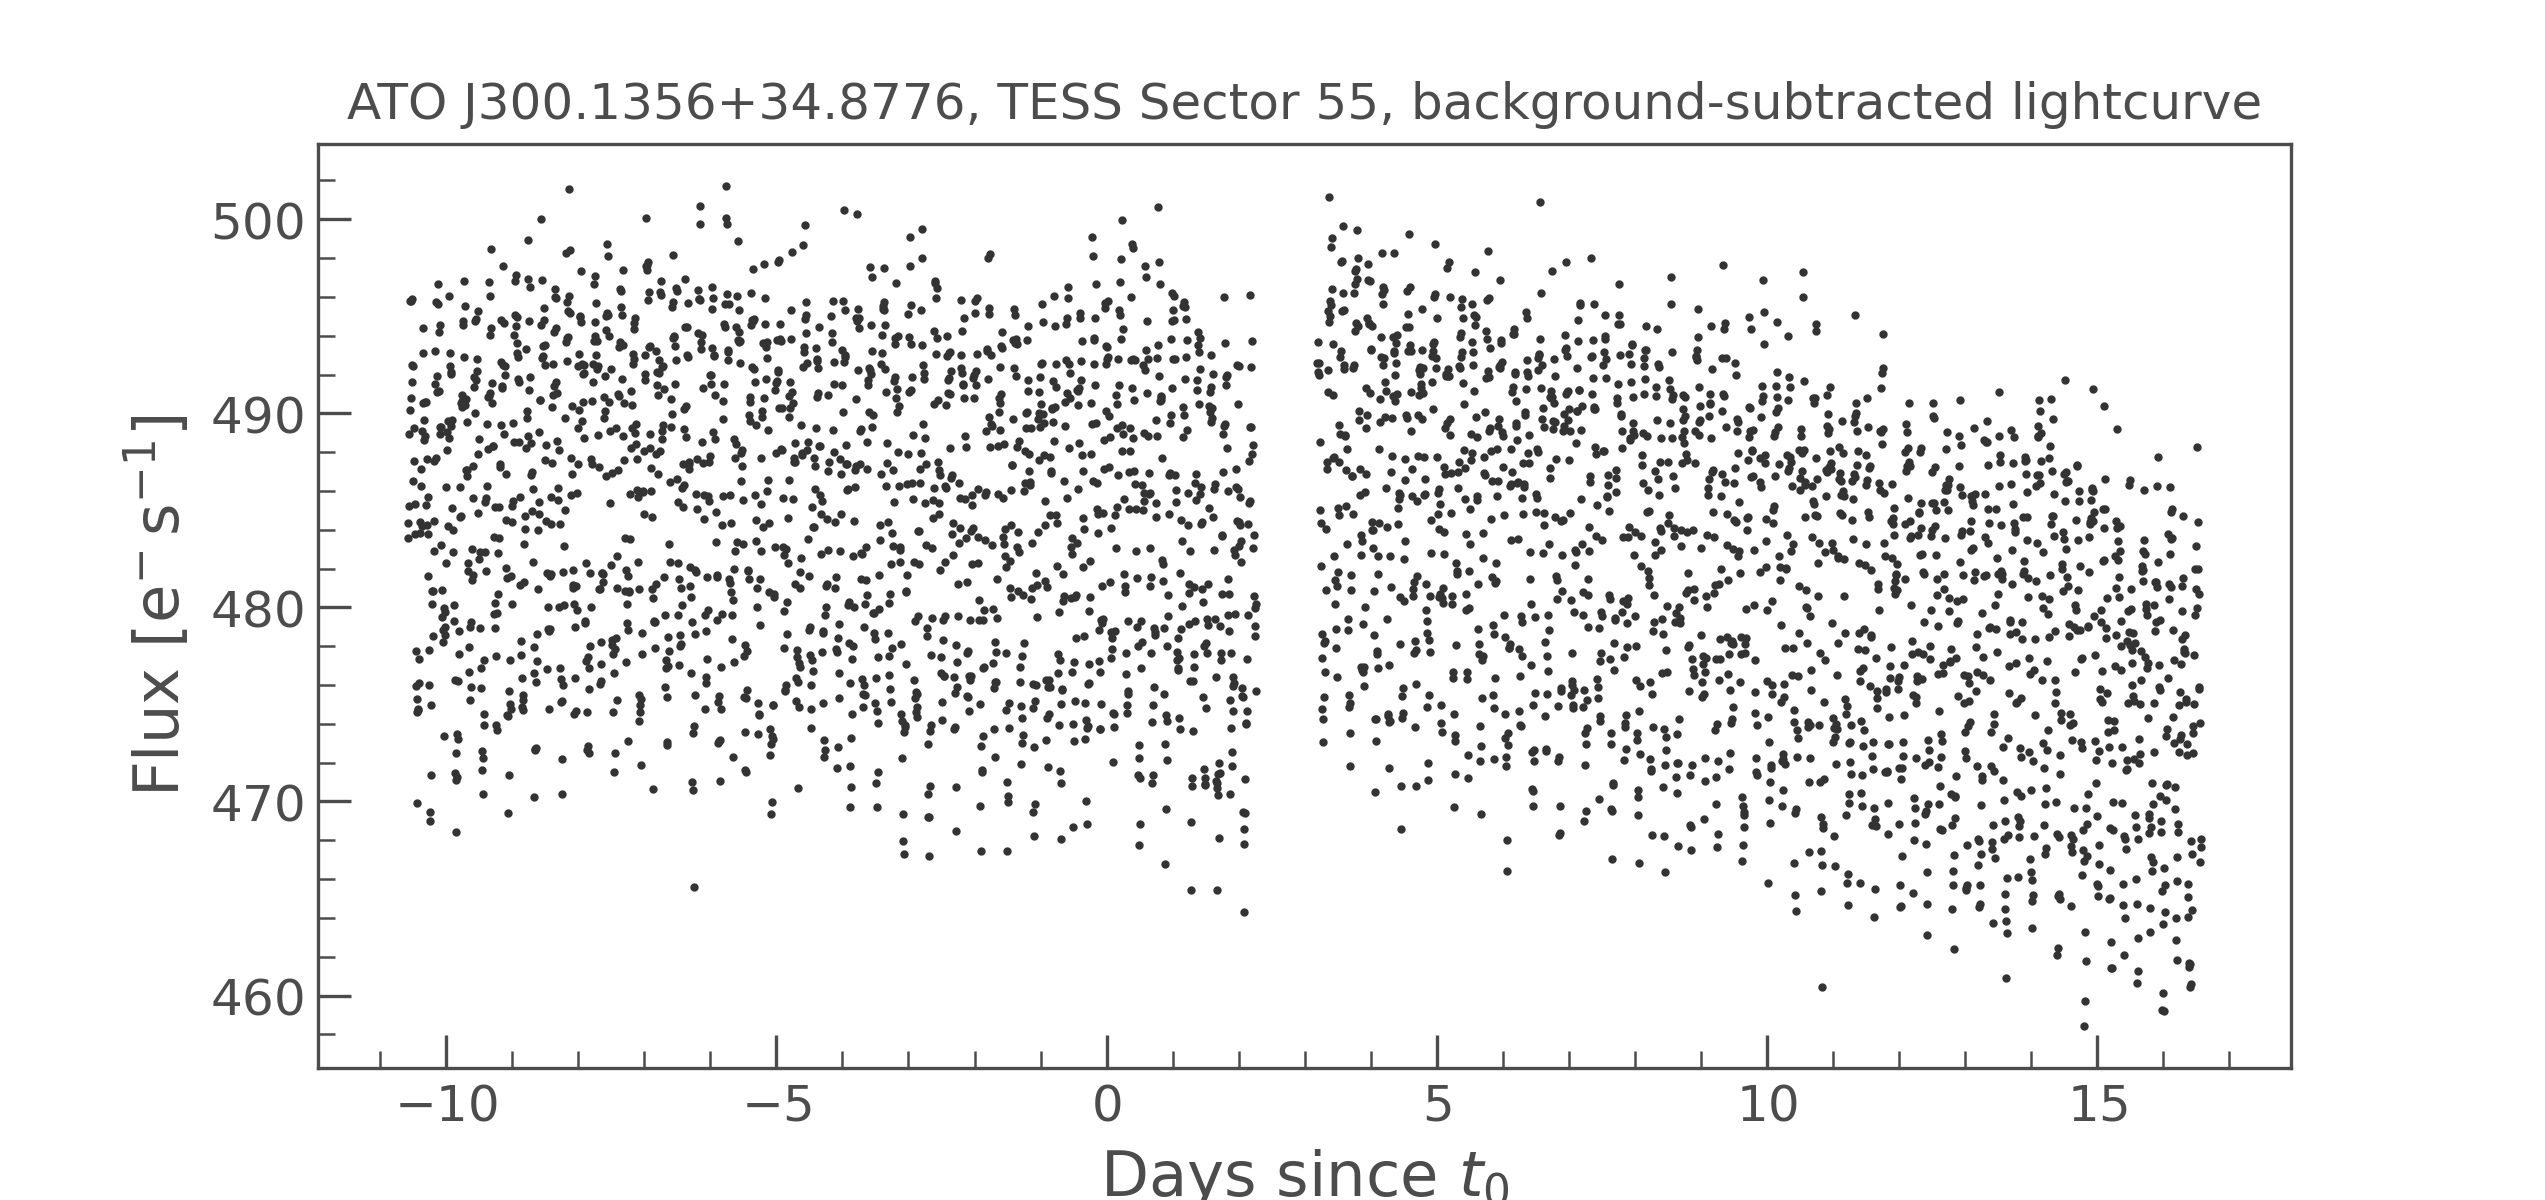 ATO J300.1356+34.8776, TESS Sector 55, background-subtracted lightcurve
Flux [e⁻ s⁻¹]
500
490
480
470
460
−10 −5 0 5 10 15
Days since t₀